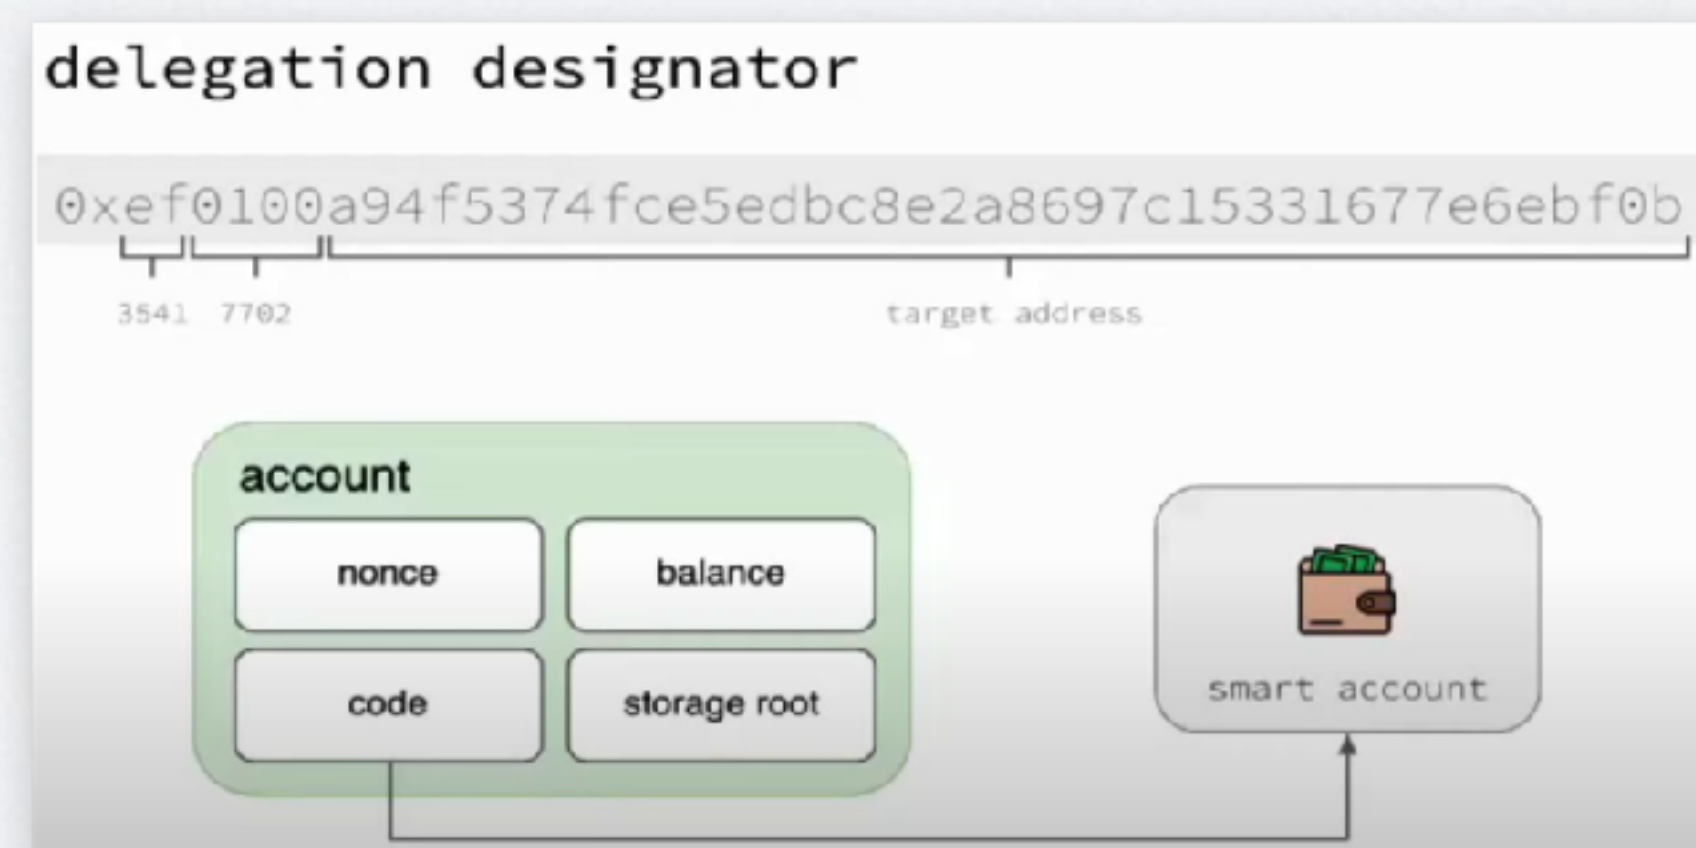 delegation designator
0xef0100a94f5374fce5edbc8e2a8697c15331677e6ebf0b
3541 7702 target address
account
nonce balance
code storage root
smart account